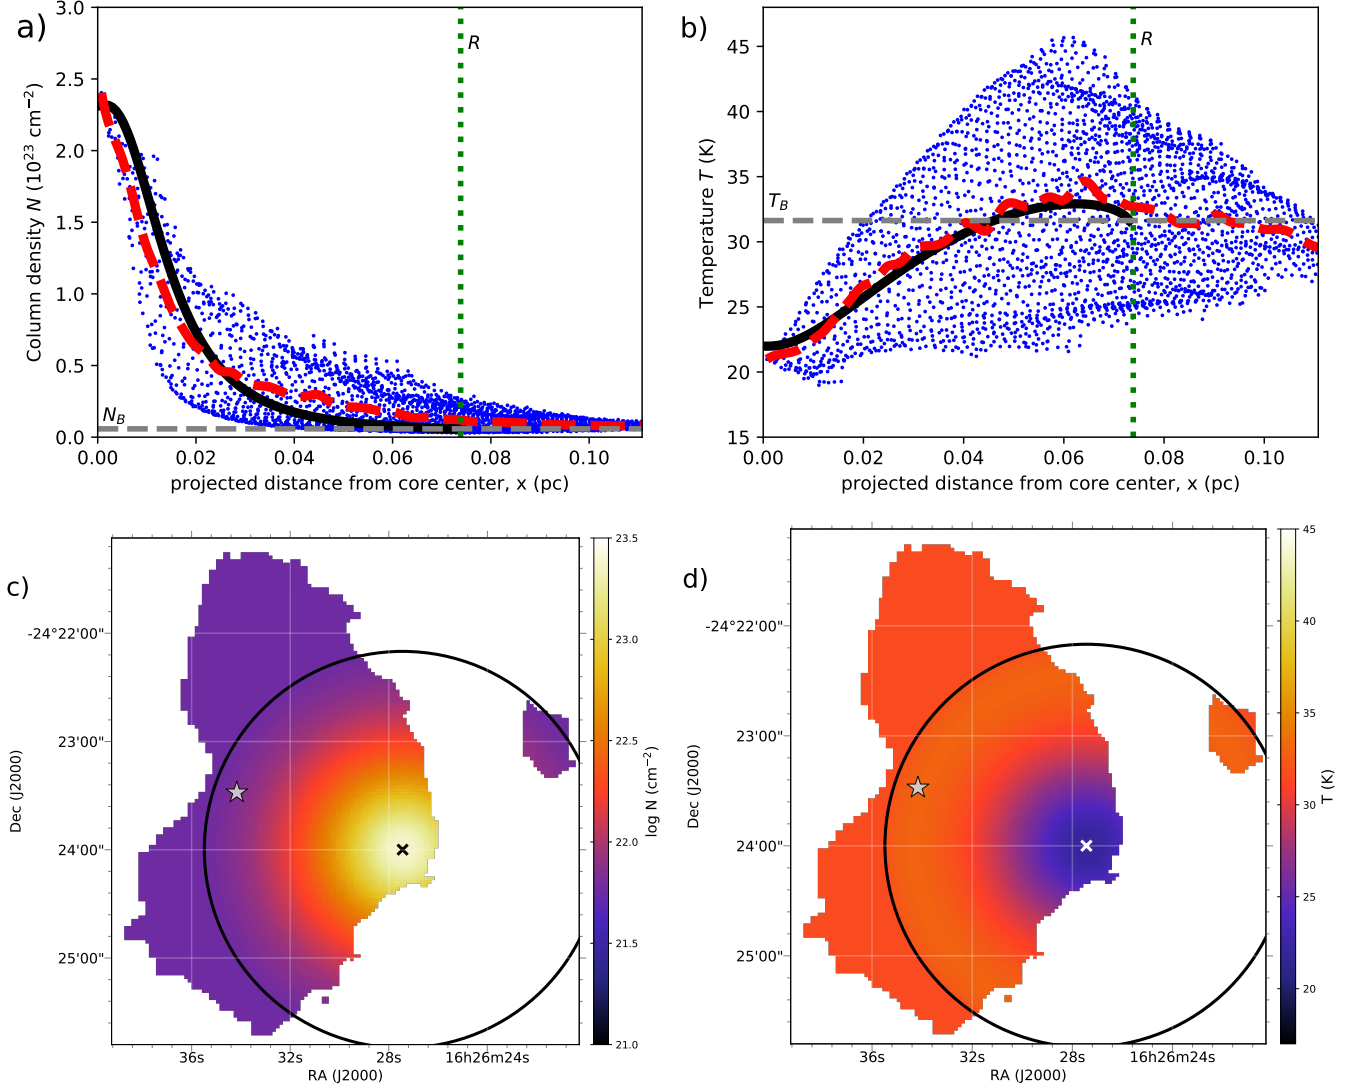 a)
3.0
2.5
2.0
1.5
1.0
0.5
0.0
Column density N (10²³ cm⁻²)
R
N_B
0.00 0.02 0.04 0.06 0.08 0.10
projected distance from core center, x (pc)
b)
45
40
35
30
25
20
15
Temperature T (K)
R
T_B
0.00 0.02 0.04 0.06 0.08 0.10
projected distance from core center, x (pc)
c)
-24°22'00"
23'00"
24'00"
25'00"
Dec (J2000)
36s 32s 28s 16h26m24s
RA (J2000)
23.5
23.0
22.5
22.0
21.5
21.0
log N (cm⁻²)
d)
-24°22'00"
23'00"
24'00"
25'00"
Dec (J2000)
36s 32s 28s 16h26m24s
RA (J2000)
45
40
35
30
25
20
T (K)